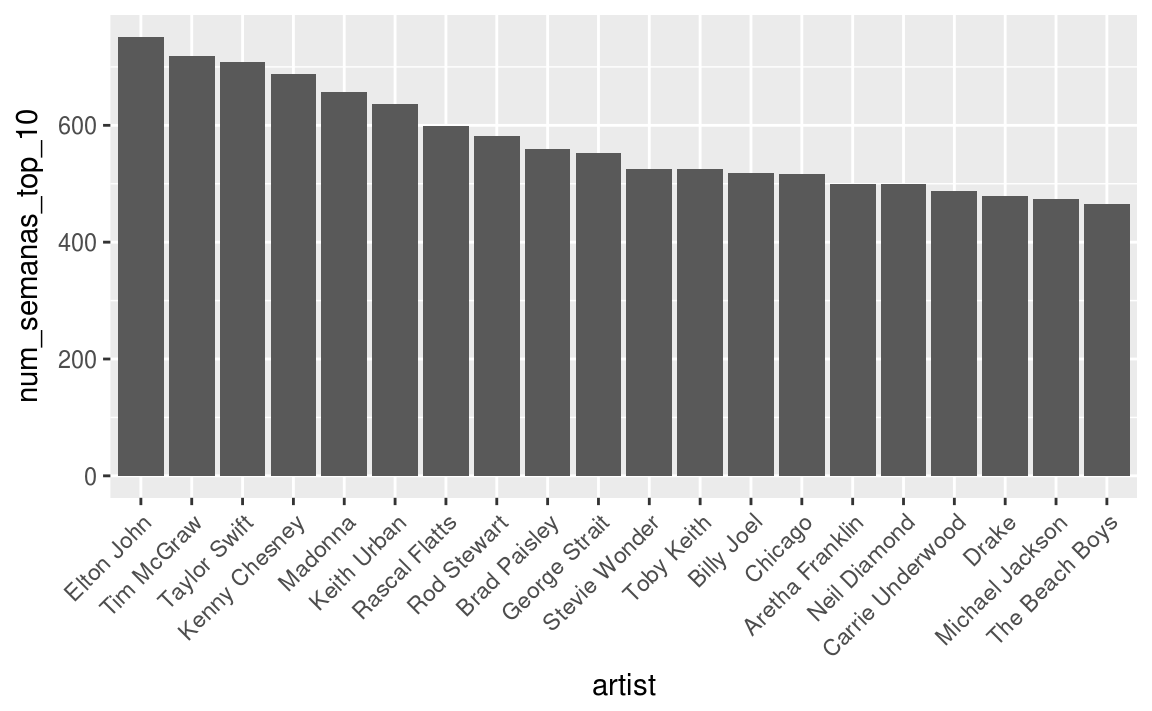 num_semanas_top_10
600
400
200
0
Elton John
Tim McGraw
Taylor Swift
Kenny Chesney
Madonna
Keith Urban
Rascal Flatts
Rod Stewart
Brad Paisley
George Strait
Stevie Wonder
Toby Keith
Billy Joel
Chicago
Aretha Franklin
Neil Diamond
Carrie Underwood
Drake
Michael Jackson
The Beach Boys
artist